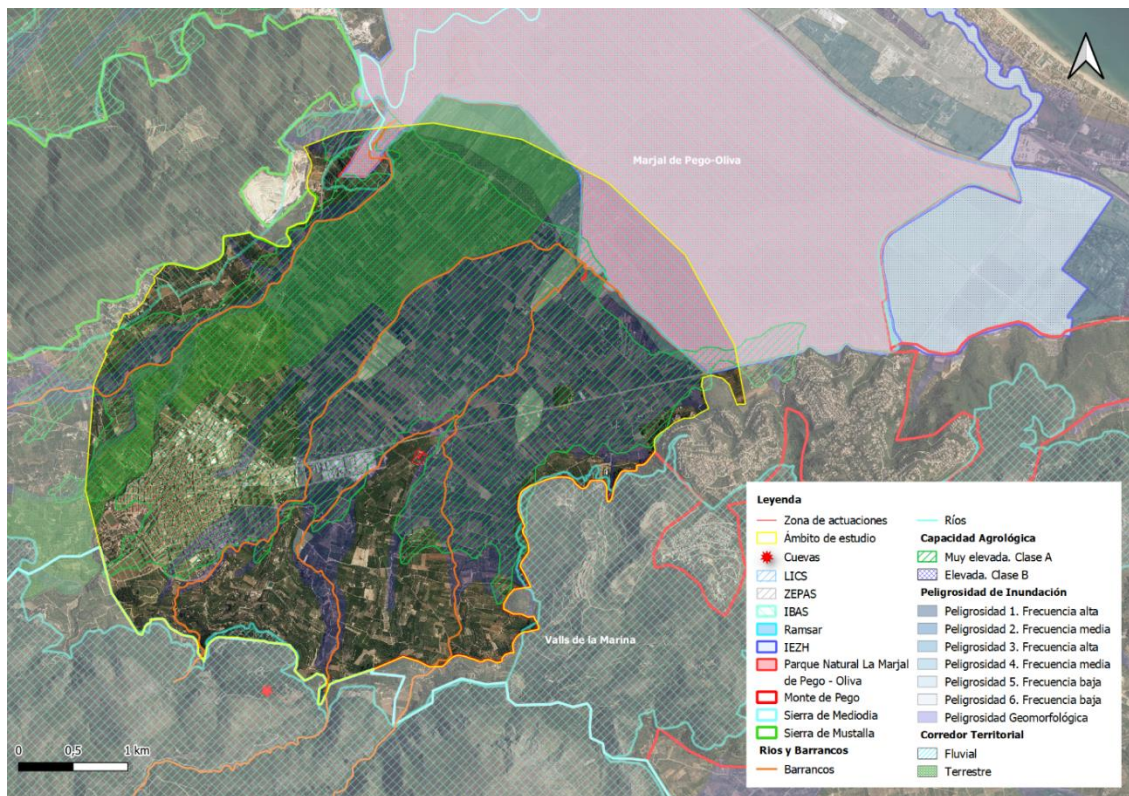 Marjal de Pego-Oliva
Valls de la Marina
0 0,5 1 km
Leyenda
Zona de actuaciones
Ámbito de estudio
Cuevas
LICS
ZEPAS
IBAS
Ramsar
IEZH
Parque Natural La Marjal
de Pego - Oliva
Monte de Pego
Sierra de Mediodia
Sierra de Mustalla
Rios y Barrancos
Barrancos
Ríos
Capacidad Agrológica
Muy elevada. Clase A
Elevada. Clase B
Peligrosidad de Inundación
Peligrosidad 1. Frecuencia alta
Peligrosidad 2. Frecuencia media
Peligrosidad 3. Frecuencia alta
Peligrosidad 4. Frecuencia media
Peligrosidad 5. Frecuencia baja
Peligrosidad 6. Frecuencia baja
Peligrosidad Geomorfológica
Corredor Territorial
Fluvial
Terrestre